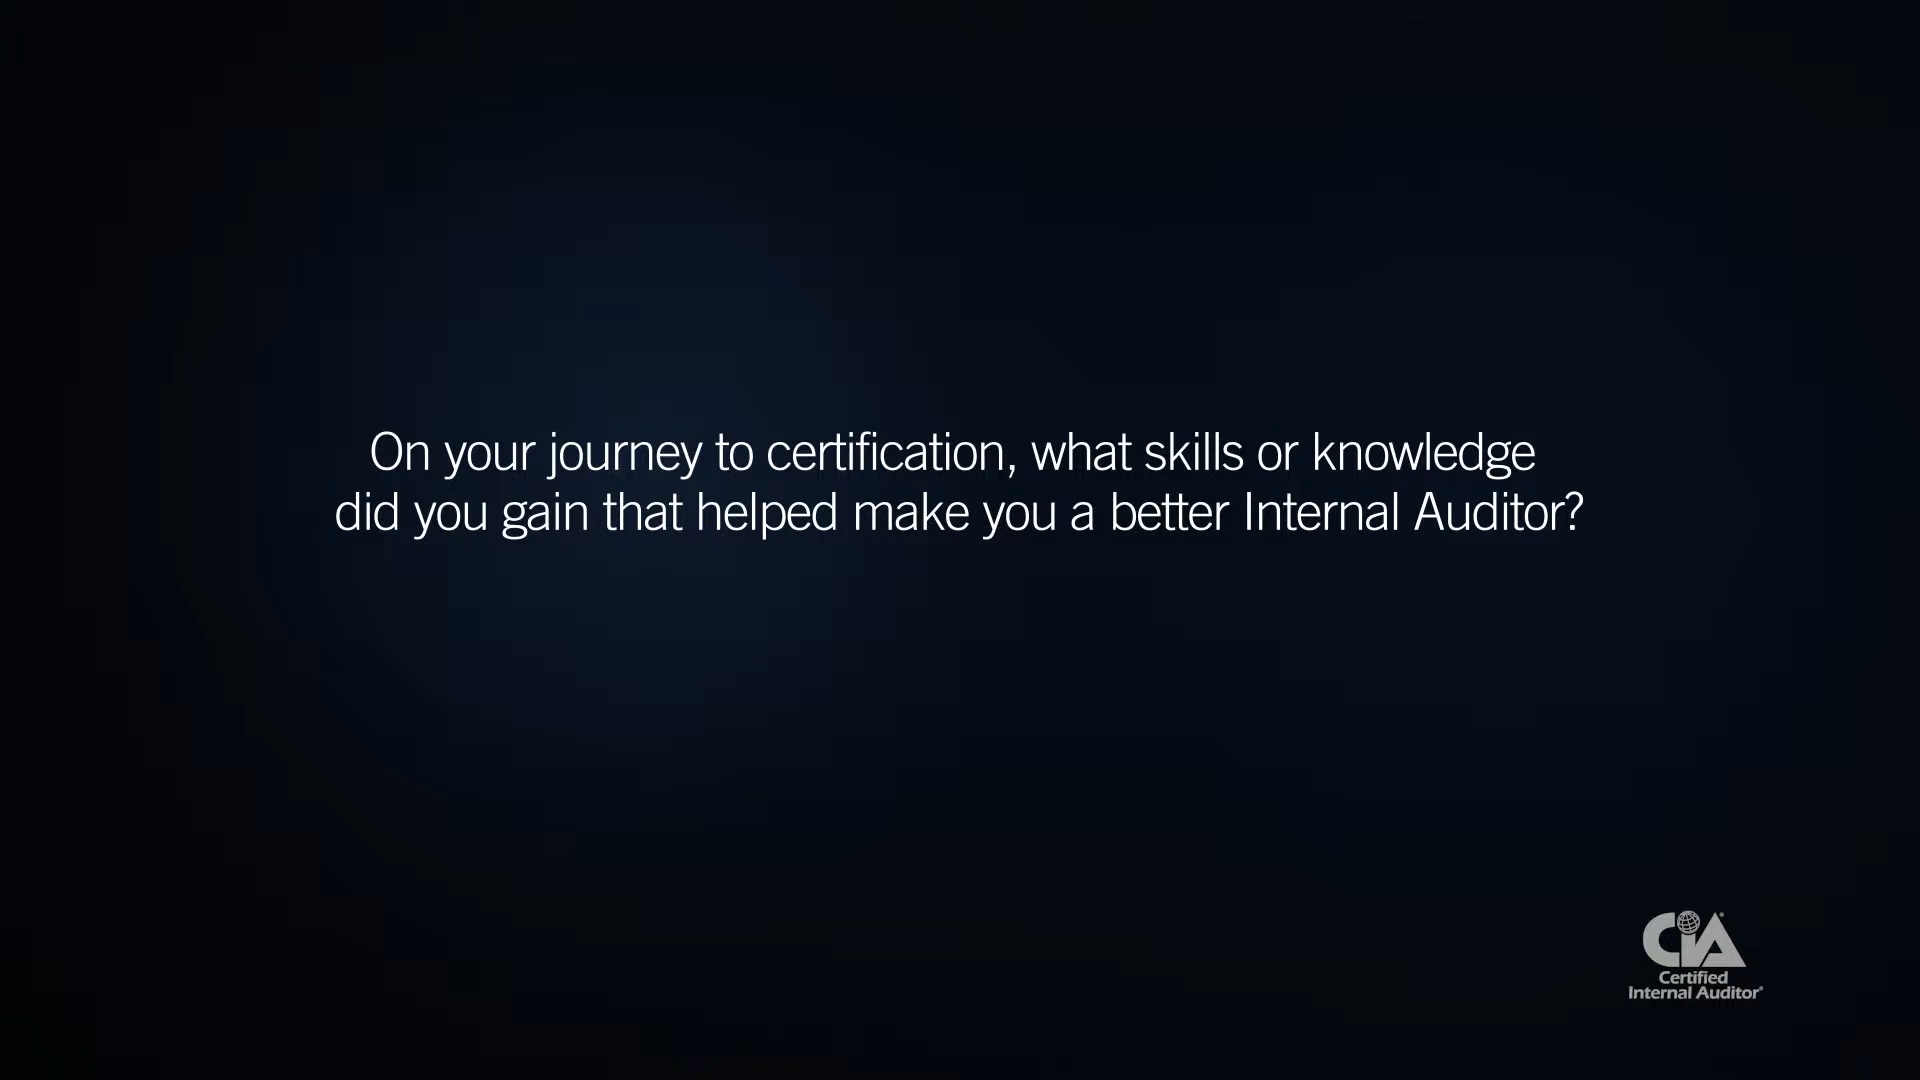 On your journey to certification, what skills or knowledge
did you gain that helped make you a better Internal Auditor?
CIA
Certified
Internal Auditor®